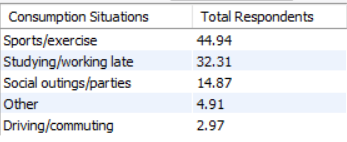 Consumption Situations Total Respondents
Sports/exercise 44.94
Studying/working late 32.31
Social outings/parties 14.87
Other 4.91
Driving/commuting 2.97